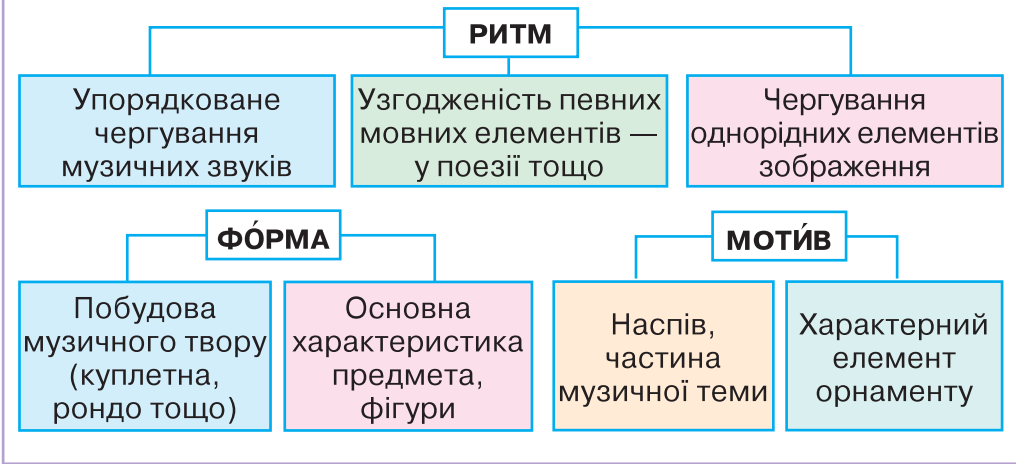 РИТМ
Упорядковане
чергування
музичних звуків
Узгодженість певних
мовних елементів —
у поезії тощо
Чергування
однорідних елементів
зображення
ФО́РМА
Побудова
музичного твору
(куплетна,
рондо тощо)
Основна
характеристика
предмета,
фігури
МОТИ́В
Наспів,
частина
музичної теми
Характерний
елемент
орнаменту